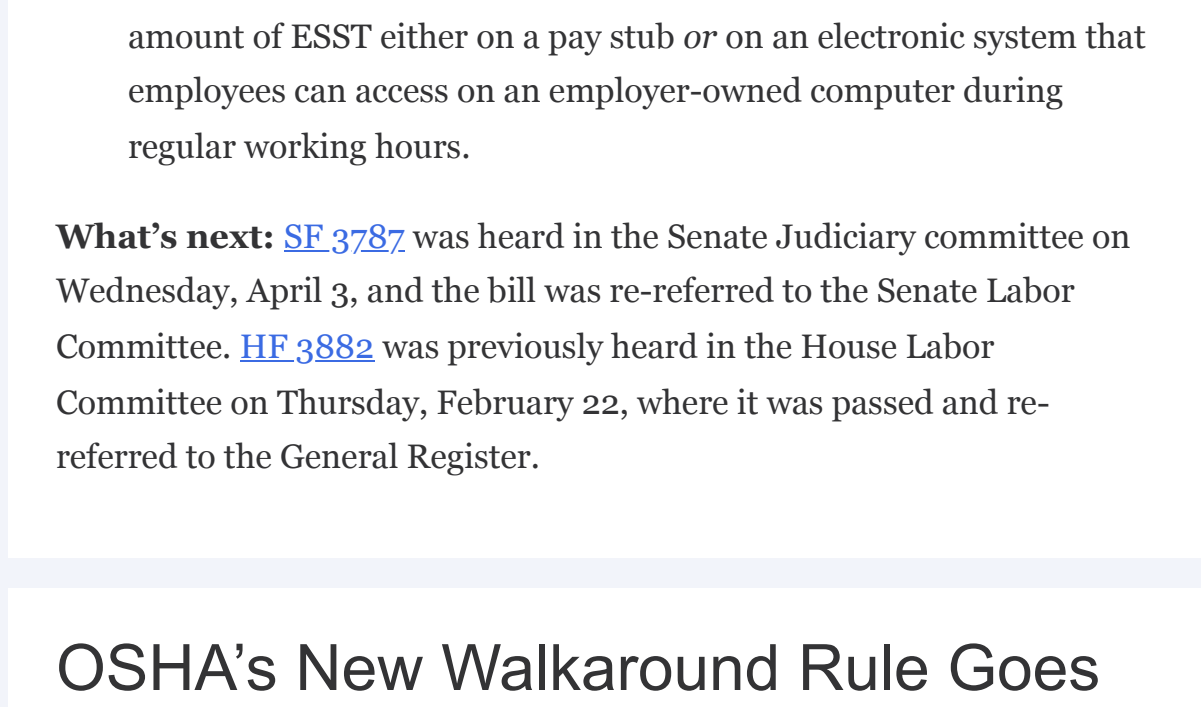 amount of ESST either on a pay stub or on an electronic system that
employees can access on an employer-owned computer during
regular working hours.
What’s next: SF 3787 was heard in the Senate Judiciary committee on
Wednesday, April 3, and the bill was re-referred to the Senate Labor
Committee. HF 3882 was previously heard in the House Labor
Committee on Thursday, February 22, where it was passed and re-
referred to the General Register.
OSHA’s New Walkaround Rule Goes